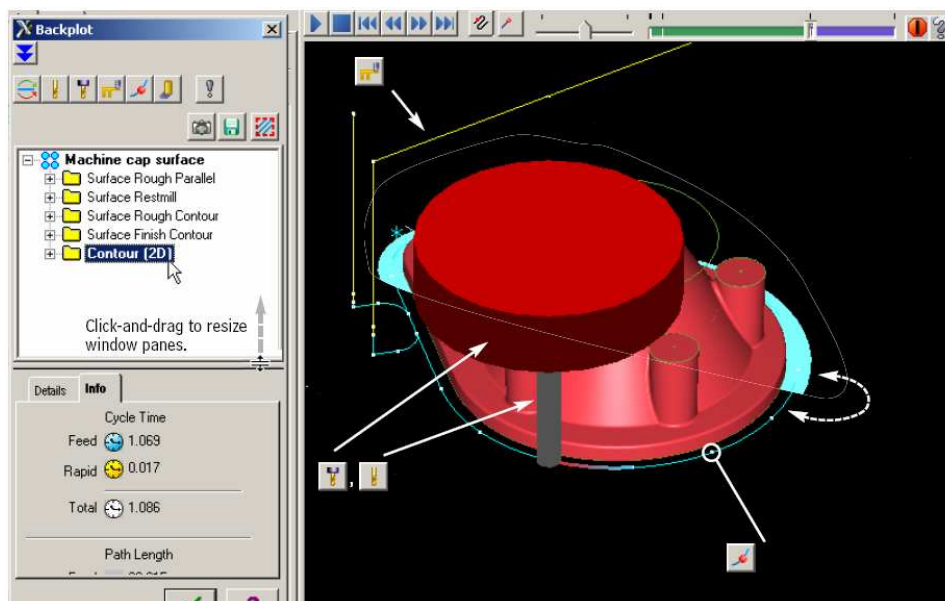 Backplot
Machine cap surface
Surface Rough Parallel
Surface Restmill
Surface Rough Contour
Surface Finish Contour
Contour (2D)
Click-and-drag to resize
window panes.
Details Info
Cycle Time
Feed 1.069
Rapid 0.017
Total 1.086
Path Length
,